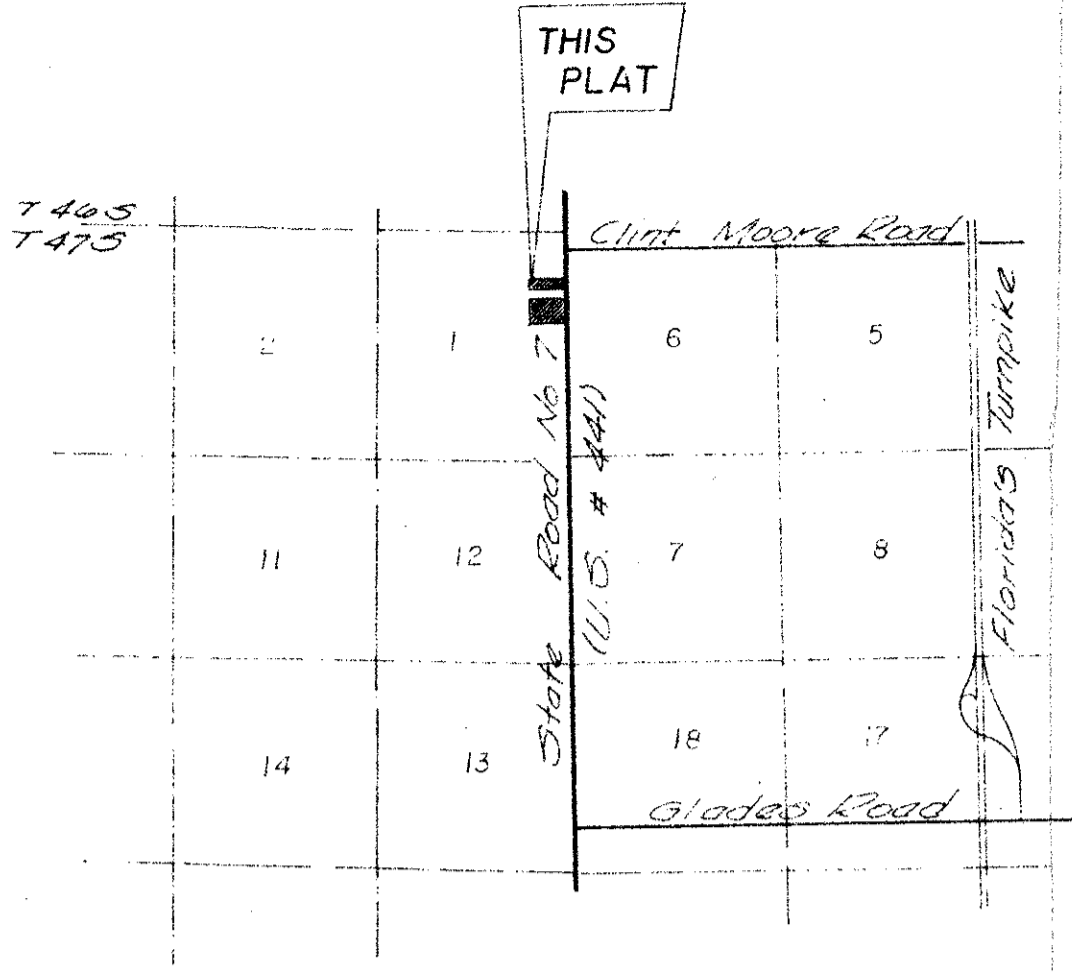 THIS
PLAT
T 46 S
T 47 S
Clint Moore Road
2
1
6
5
State Road No 7
(U.S. # 441)
Florida's Turnpike
11
12
7
8
14
13
18
17
Glades Road